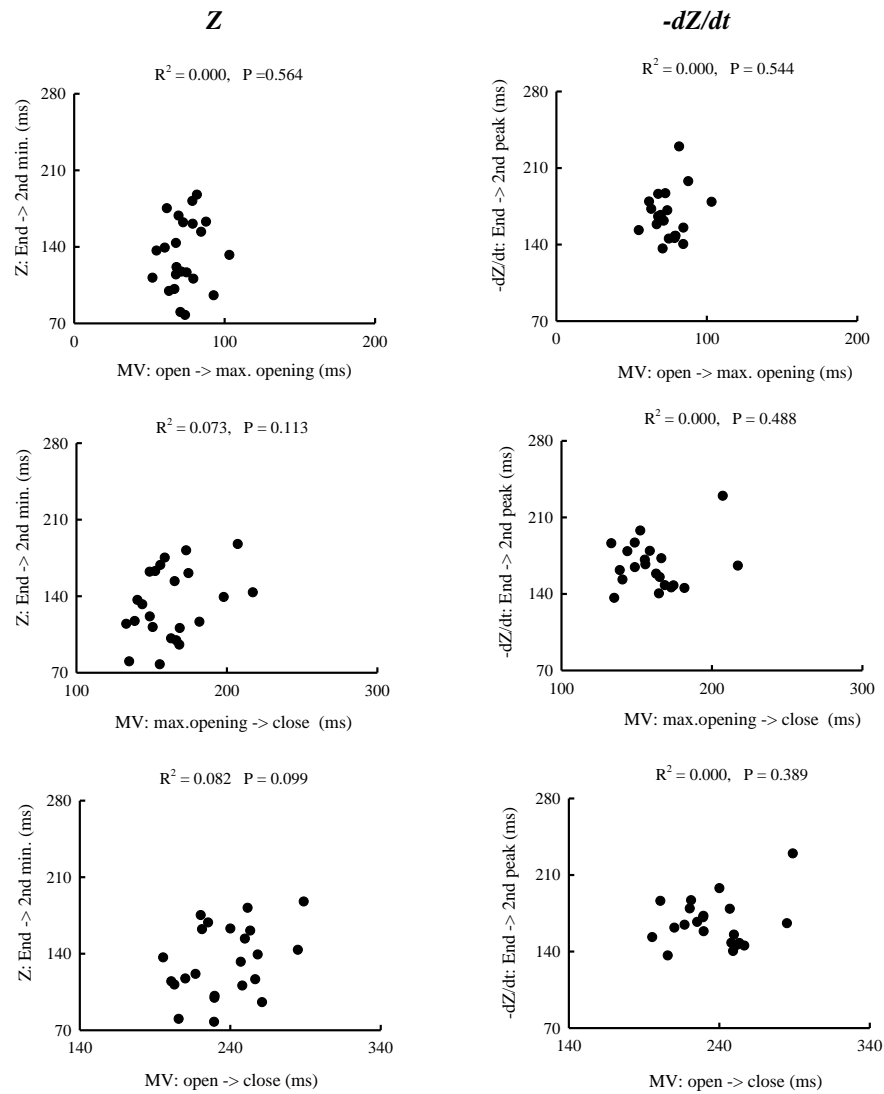 Z
-dZ/dt
R² = 0.000, P =0.564
280
210
140
70
0
100
200
Z: End -> 2nd min. (ms)
MV: open -> max. opening (ms)
R² = 0.000, P = 0.544
280
210
140
70
0
100
200
-dZ/dt: End -> 2nd peak (ms)
MV: open -> max. opening (ms)
R² = 0.073, P = 0.113
280
210
140
70
100
200
300
Z: End -> 2nd min. (ms)
MV: max.opening -> close (ms)
R² = 0.000, P = 0.488
280
210
140
70
100
200
300
-dZ/dt: End -> 2nd peak (ms)
MV: max.opening -> close (ms)
R² = 0.082 P = 0.099
280
210
140
70
140
240
340
Z: End -> 2nd min. (ms)
MV: open -> close (ms)
R² = 0.000, P = 0.389
280
210
140
70
140
240
340
-dZ/dt: End -> 2nd peak (ms)
MV: open -> close (ms)